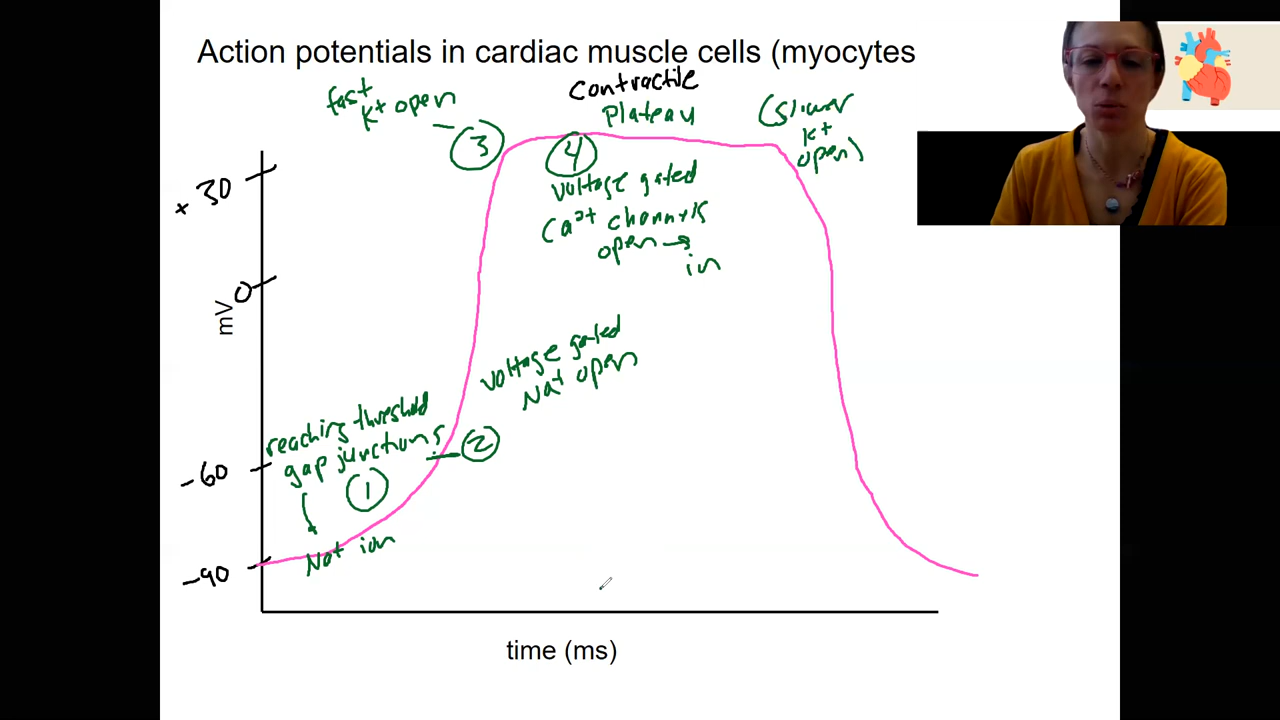 Action potentials in cardiac muscle cells (myocytes
contractile
fast
K+ open
Plateau
(slower
K+
open)
3
4
+30
voltage gated
Ca2+ channels
open →
in
0
mV
voltage gated
Na+ open
reaching threshold
gap junctions
2
1
-60
Na+ ion
-90
time (ms)